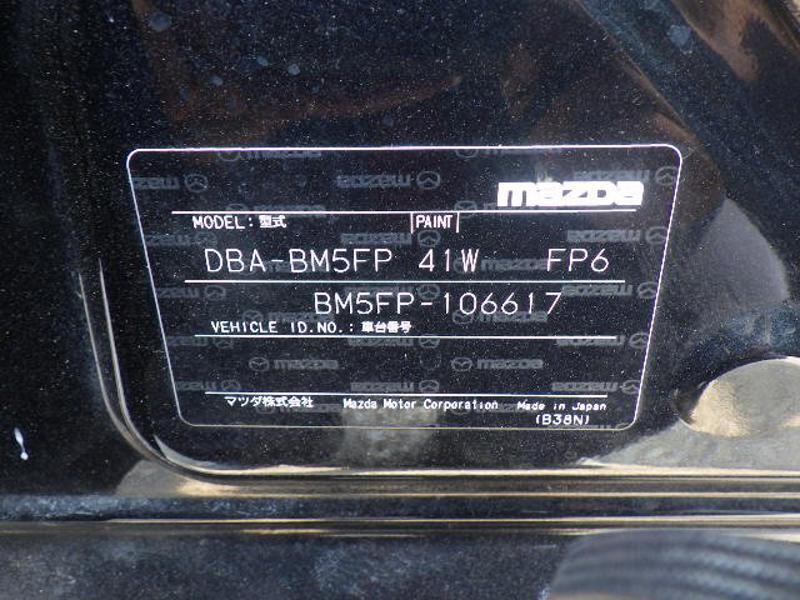 mazda
MODEL: 型式 PAINT
DBA-BM5FP 41W FP6
BM5FP-106617
VEHICLE ID.NO.: 車台番号
マツダ株式会社 Mazda Motor Corporation Made in Japan
(B38N)